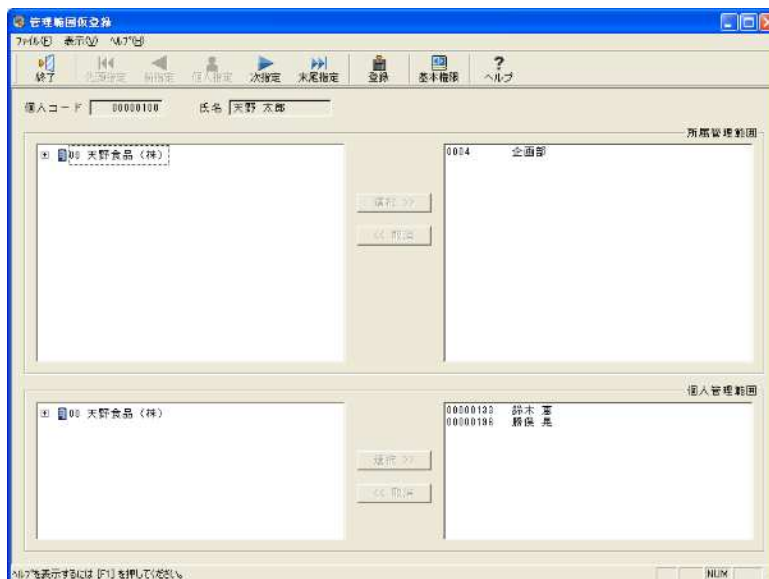 管理範囲仮登録
ﾌｧｲﾙ(F) 表示(V) ﾍﾙﾌﾟ(H)
終了 先頭指定 前指定 個人指定 次指定 末尾指定 登録 基本権限 ヘルプ
個人コード 00000100 氏名 天野 太郎
所属管理範囲
00 天野食品（株）
0004 企画部
選択 >>
<< 取消
個人管理範囲
00 天野食品（株）
00000133 鈴木 恵
00000196 勝俣 晃
選択 >>
<< 取消
ﾍﾙﾌﾟを表示するには [F1] を押してください。
NUM